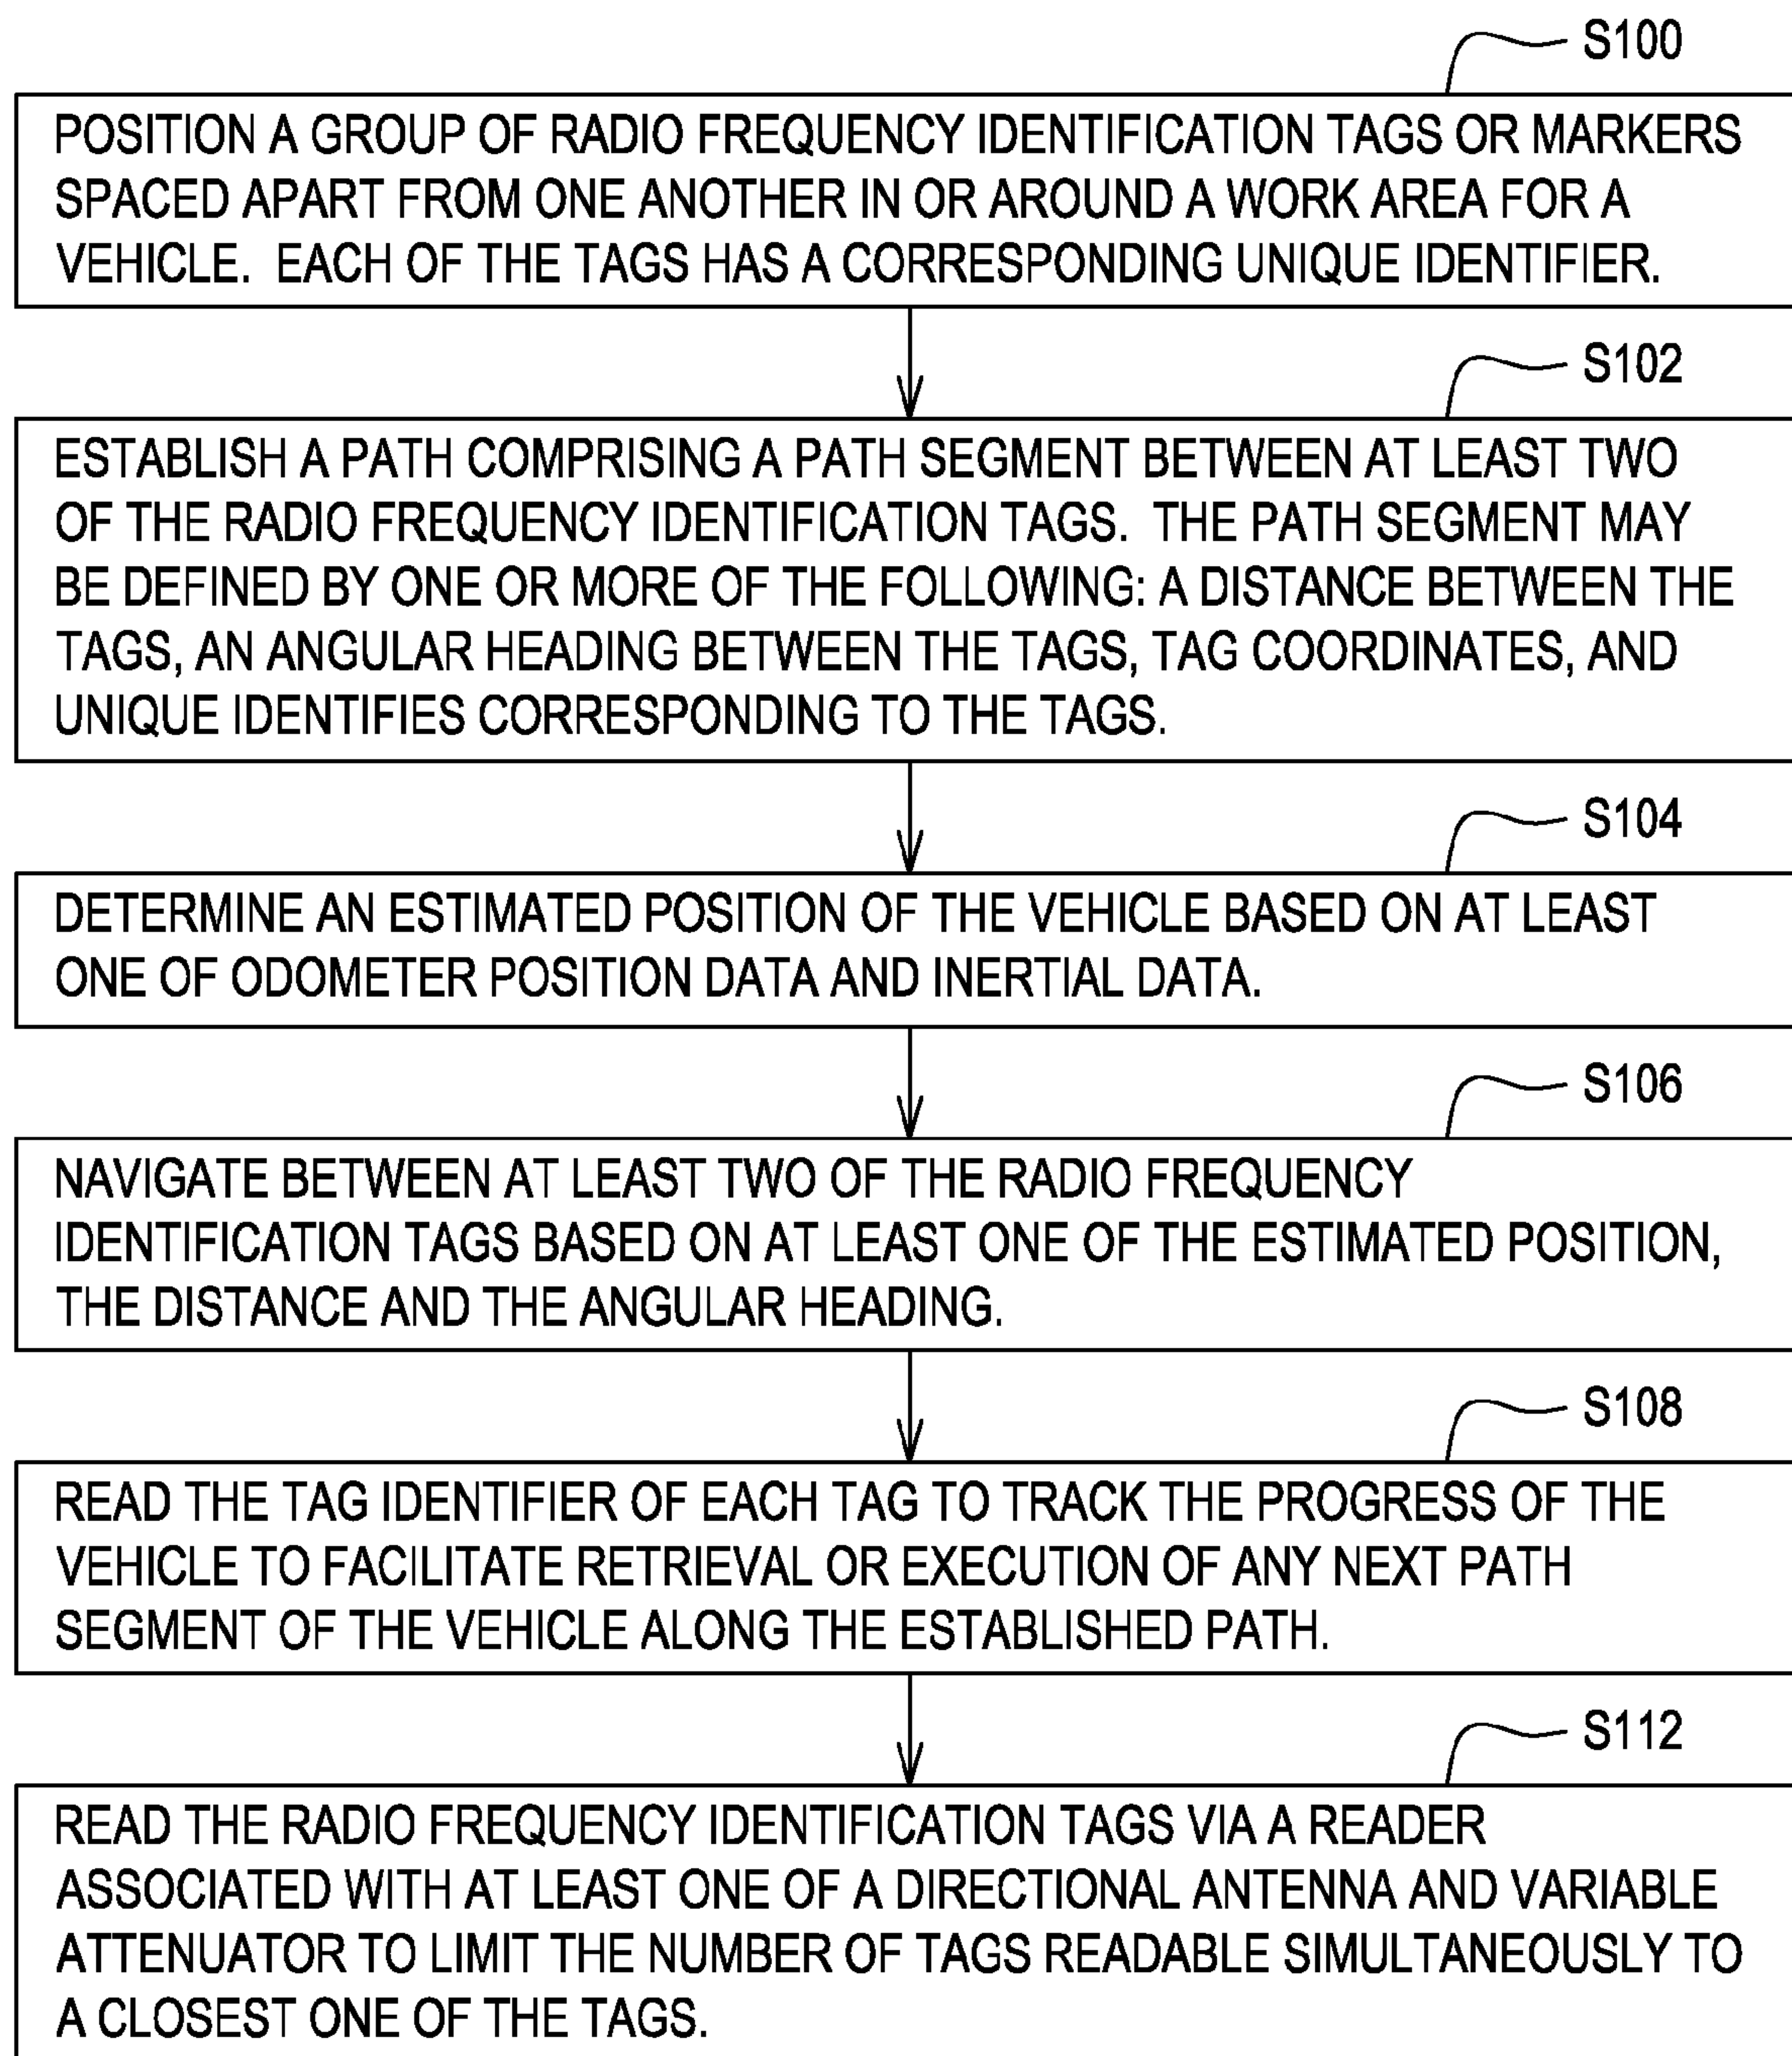 S100
POSITION A GROUP OF RADIO FREQUENCY IDENTIFICATION TAGS OR MARKERS
SPACED APART FROM ONE ANOTHER IN OR AROUND A WORK AREA FOR A
VEHICLE. EACH OF THE TAGS HAS A CORRESPONDING UNIQUE IDENTIFIER.
S102
ESTABLISH A PATH COMPRISING A PATH SEGMENT BETWEEN AT LEAST TWO
OF THE RADIO FREQUENCY IDENTIFICATION TAGS. THE PATH SEGMENT MAY
BE DEFINED BY ONE OR MORE OF THE FOLLOWING: A DISTANCE BETWEEN THE
TAGS, AN ANGULAR HEADING BETWEEN THE TAGS, TAG COORDINATES, AND
UNIQUE IDENTIFIES CORRESPONDING TO THE TAGS.
S104
DETERMINE AN ESTIMATED POSITION OF THE VEHICLE BASED ON AT LEAST
ONE OF ODOMETER POSITION DATA AND INERTIAL DATA.
S106
NAVIGATE BETWEEN AT LEAST TWO OF THE RADIO FREQUENCY
IDENTIFICATION TAGS BASED ON AT LEAST ONE OF THE ESTIMATED POSITION,
THE DISTANCE AND THE ANGULAR HEADING.
S108
READ THE TAG IDENTIFIER OF EACH TAG TO TRACK THE PROGRESS OF THE
VEHICLE TO FACILITATE RETRIEVAL OR EXECUTION OF ANY NEXT PATH
SEGMENT OF THE VEHICLE ALONG THE ESTABLISHED PATH.
S112
READ THE RADIO FREQUENCY IDENTIFICATION TAGS VIA A READER
ASSOCIATED WITH AT LEAST ONE OF A DIRECTIONAL ANTENNA AND VARIABLE
ATTENUATOR TO LIMIT THE NUMBER OF TAGS READABLE SIMULTANEOUSLY TO
A CLOSEST ONE OF THE TAGS.